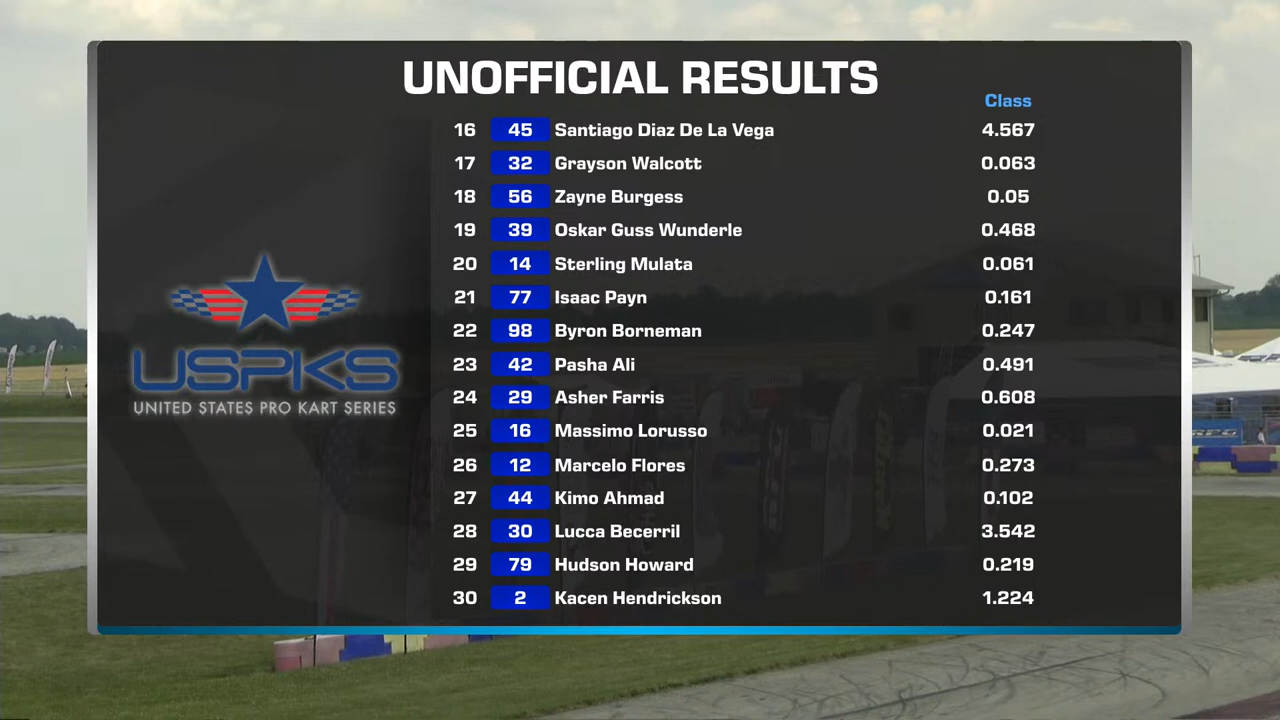 UNOFFICIAL RESULTS
Class
16 45 Santiago Diaz De La Vega 4.567
17 32 Grayson Walcott 0.063
18 56 Zayne Burgess 0.05
19 39 Oskar Guss Wunderle 0.468
20 14 Sterling Mulata 0.061
21 77 Isaac Payn 0.161
22 98 Byron Borneman 0.247
23 42 Pasha Ali 0.491
24 29 Asher Farris 0.608
25 16 Massimo Lorusso 0.021
26 12 Marcelo Flores 0.273
27 44 Kimo Ahmad 0.102
28 30 Lucca Becerril 3.542
29 79 Hudson Howard 0.219
30 2 Kacen Hendrickson 1.224
USPKS
UNITED STATES PRO KART SERIES